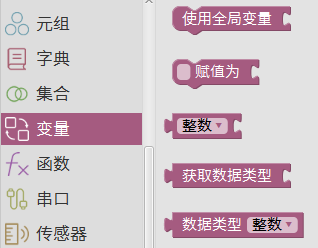 元组
字典
集合
变量
函数
串口
传感器
使用全局变量
赋值为
整数
获取数据类型
数据类型 整数